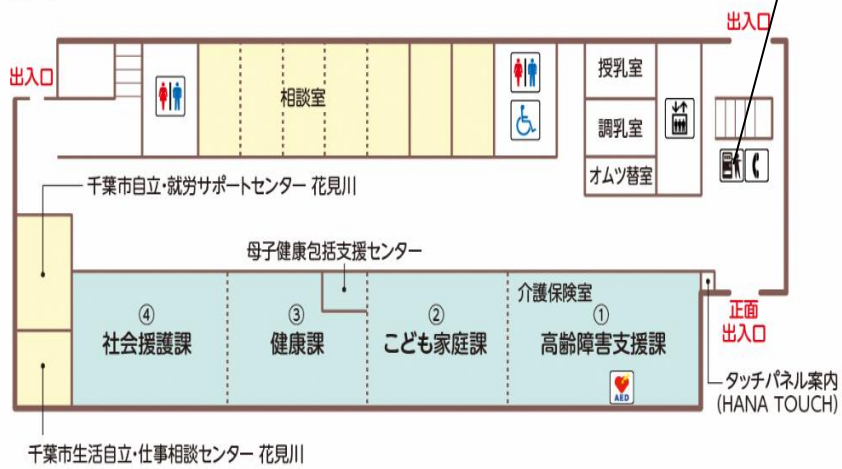 出入口
出入口
相談室
授乳室
調乳室
オムツ替室
千葉市自立・就労サポートセンター 花見川
母子健康包括支援センター
介護保険室
④
社会援護課
③
健康課
②
こども家庭課
①
高齢障害支援課
AED
正面
出入口
タッチパネル案内
(HANA TOUCH)
千葉市生活自立・仕事相談センター 花見川